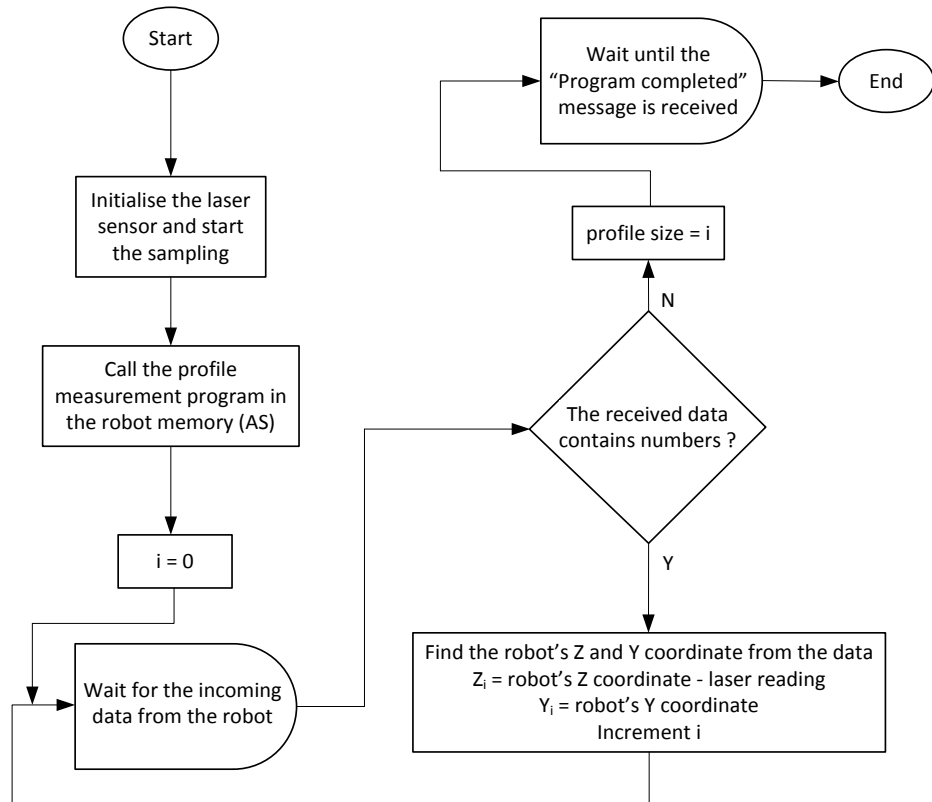 Start
Initialise the laser
sensor and start
the sampling
Call the profile
measurement program in
the robot memory (AS)
i = 0
Wait for the incoming
data from the robot
The received data
contains numbers ?
N
profile size = i
Wait until the
“Program completed”
message is received
End
Y
Find the robot’s Z and Y coordinate from the data
Zi = robot’s Z coordinate - laser reading
Yi = robot’s Y coordinate
Increment i